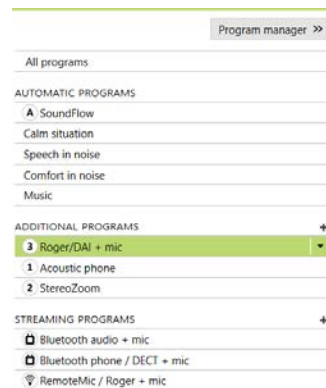 Program manager »
All programs
AUTOMATIC PROGRAMS
A SoundFlow
Calm situation
Speech in noise
Comfort in noise
Music
ADDITIONAL PROGRAMS +
3 Roger/DAI + mic
1 Acoustic phone
2 StereoZoom
STREAMING PROGRAMS +
Bluetooth audio + mic
Bluetooth phone / DECT + mic
RemoteMic / Roger + mic